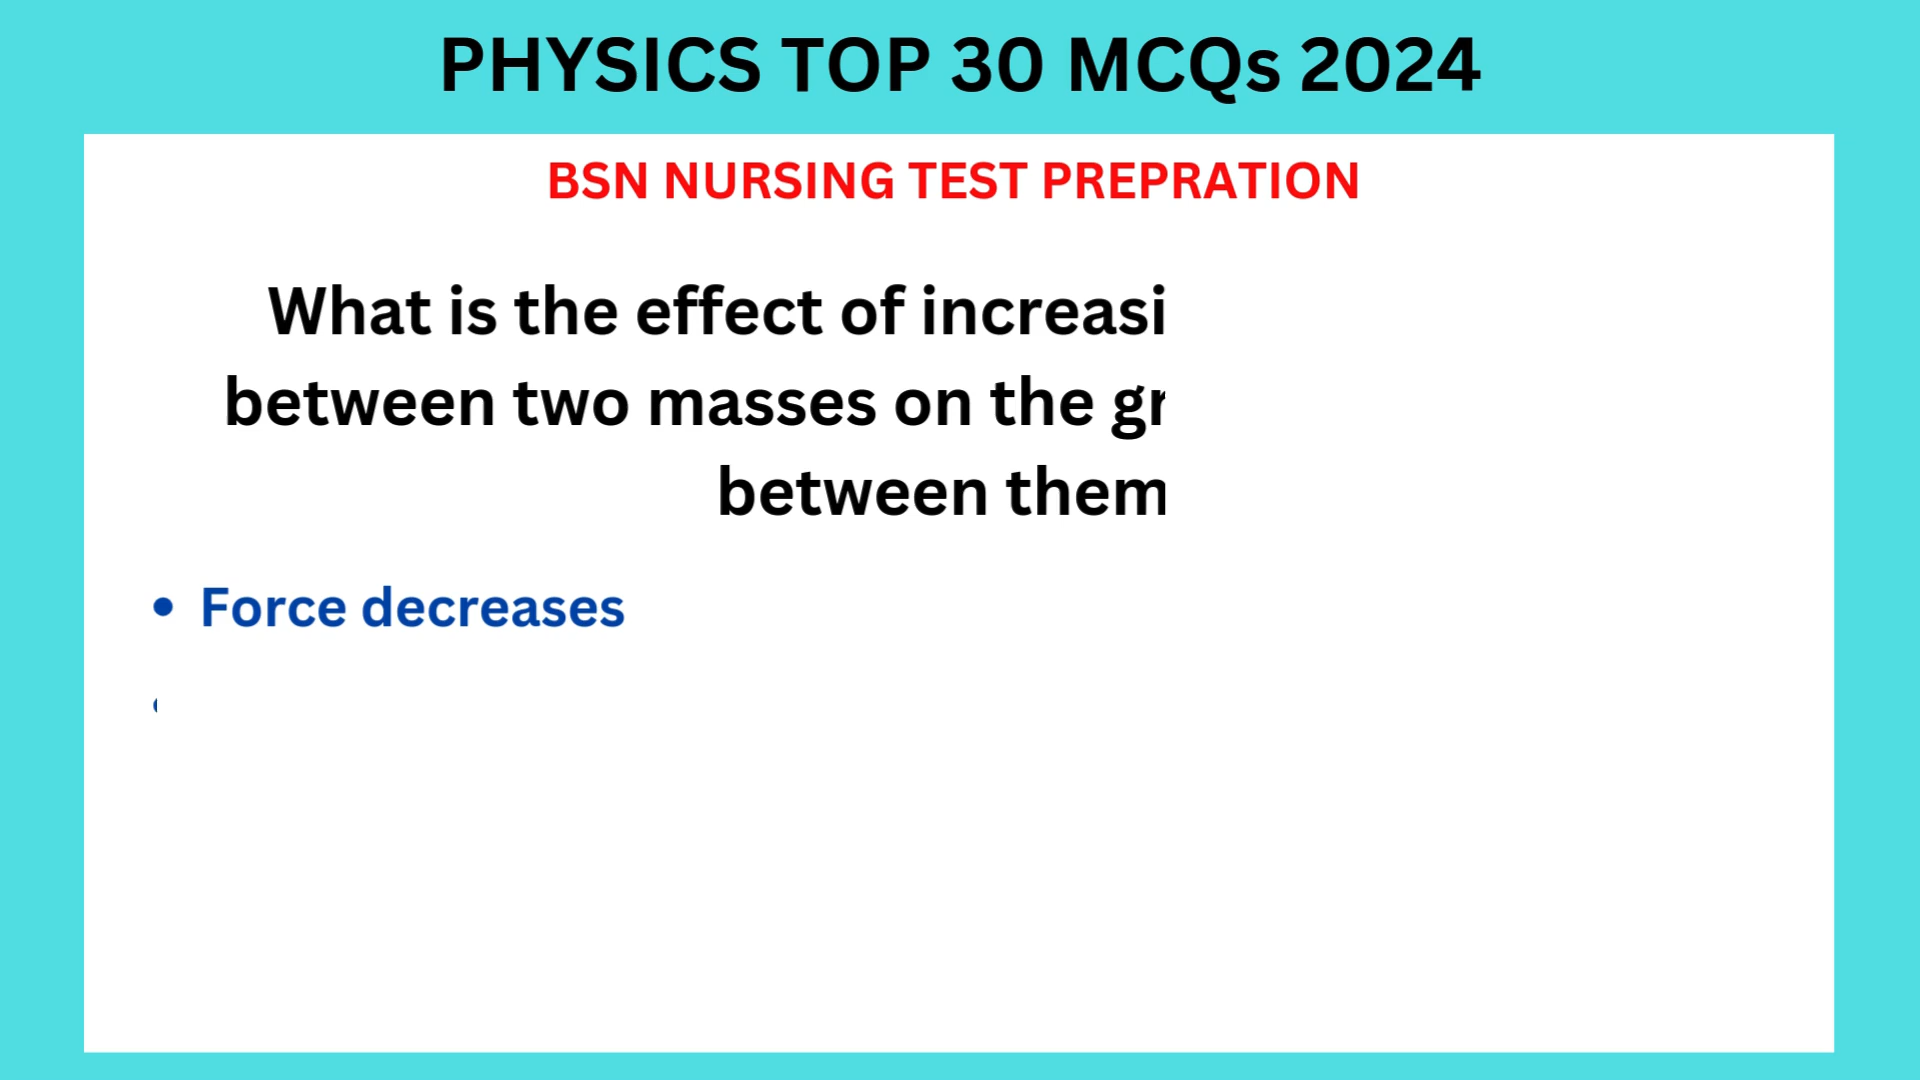 PHYSICS TOP 30 MCQs 2024
BSN NURSING TEST PREPRATION
What is the effect of increasi
between two masses on the gr
between them
• Force decreases